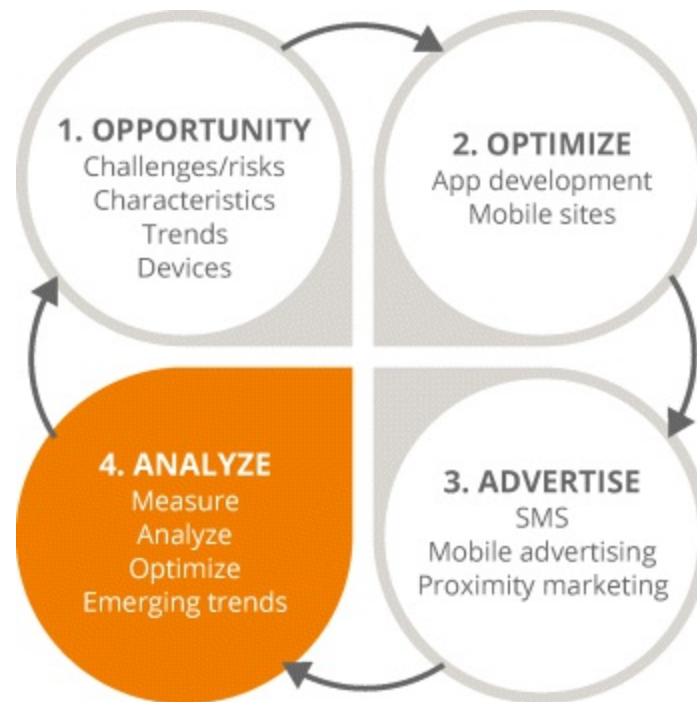 1. OPPORTUNITY
Challenges/risks
Characteristics
Trends
Devices
2. OPTIMIZE
App development
Mobile sites
3. ADVERTISE
SMS
Mobile advertising
Proximity marketing
4. ANALYZE
Measure
Analyze
Optimize
Emerging trends